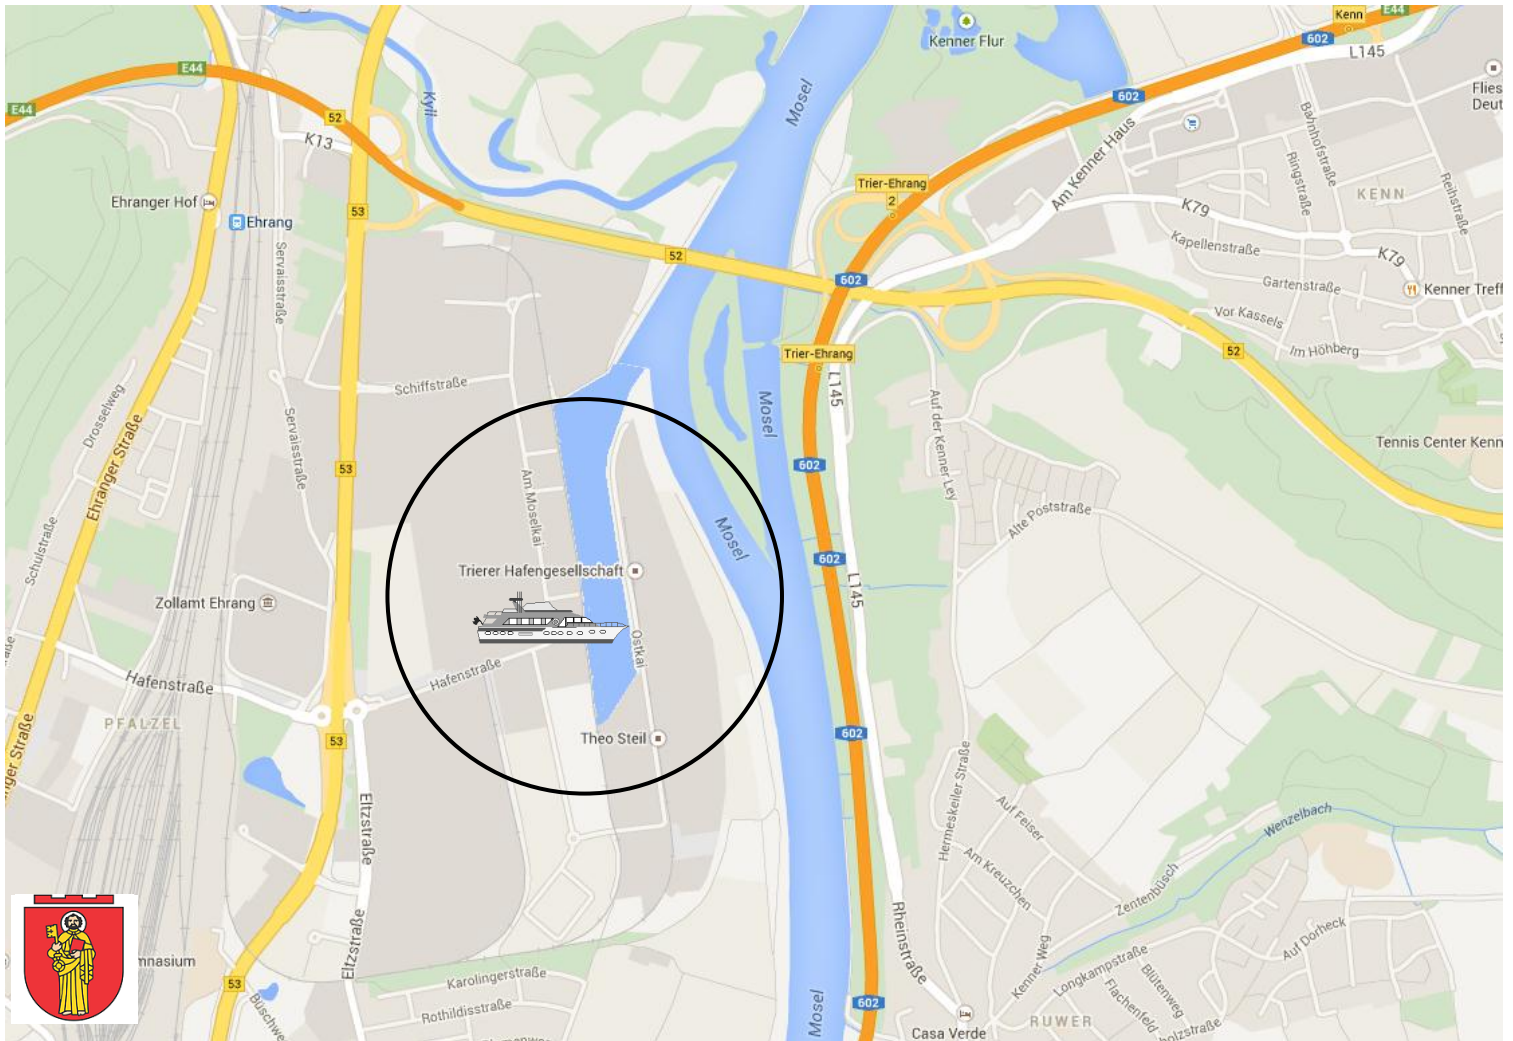 Kenn
E44
602
L145
Kenner Flur
Mosel
E44
E44
602
Flies
Deut
Kyll
52
K13
Am Kenner Haus
Bahnhofstraße
Ringstraße
Trier-Ehrang
2
KENN
Reihstraße
Ehranger Hof
53
Ehrang
K79
Kapellenstraße
K79
Servaisstraße
52
602
Gartenstraße
Kenner Treff
Vor Kassels
Im Höhberg
52
Trier-Ehrang
L145
Schiffstraße
Drosselweg
Mosel
Auf der Kenner Ley
Servaisstraße
Ehranger Straße
53
602
Tennis Center Kenn
Am Moselkai
Alte Poststraße
Schulstraße
Mosel
602
Trierer Hafengesellschaft
L145
Zollamt Ehrang
Ostkai
Hafenstraße
Hafenstraße
PFALZEL
53
Theo Steil
602
Eltzstraße
Hermeskeiler Straße
Auf Feiser
Wenzelbach
Am Kreuzchen
Zentenbüsch
Rheinstraße
Auf Dorheck
Eltzstraße
mnasium
Karolingerstraße
53
Rothildisstraße
Kenner Weg
Longkampstraße
Blütenweg
Flachenfeld
Mosel
602
Casa Verde
RUWER
holzstraße
Büschwe